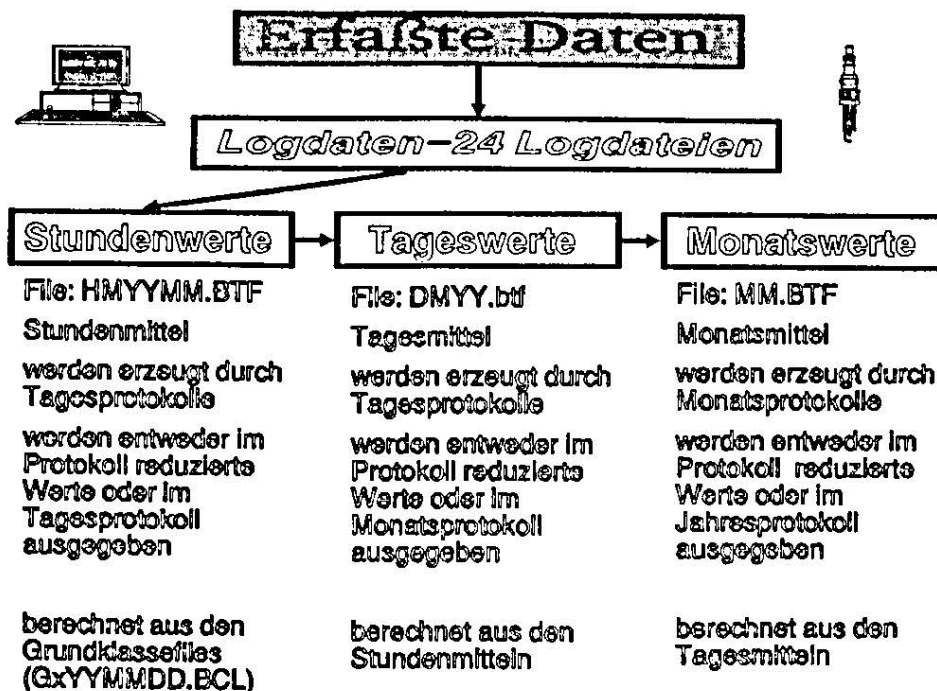 Erfaßte-Daten
Logdaten-24 Logdateien
Stundenwerte
File: HMYYMM.BTF
Stundenmittel
werden erzeugt durch
Tagesprotokolle
werden entweder im
Protokoll reduzierte
Werte oder im
Tagesprotokoll
ausgegeben
berechnet aus den
Grundklassefiles
(GxYYMMDD.BCL)
Tageswerte
File: DMYY.btf
Tagesmittel
werden erzeugt durch
Tagesprotokolle
werden entweder im
Protokoll reduzierte
Werte oder im
Monatsprotokoll
ausgegeben
berechnet aus den
Stundenmitteln
Monatswerte
File: MM.BTF
Monatsmittel
werden erzeugt durch
Monatsprotokolle
werden entweder im
Protokoll reduzierte
Werte oder im
Jahresprotokoll
ausgegeben
berechnet aus den
Tagesmitteln